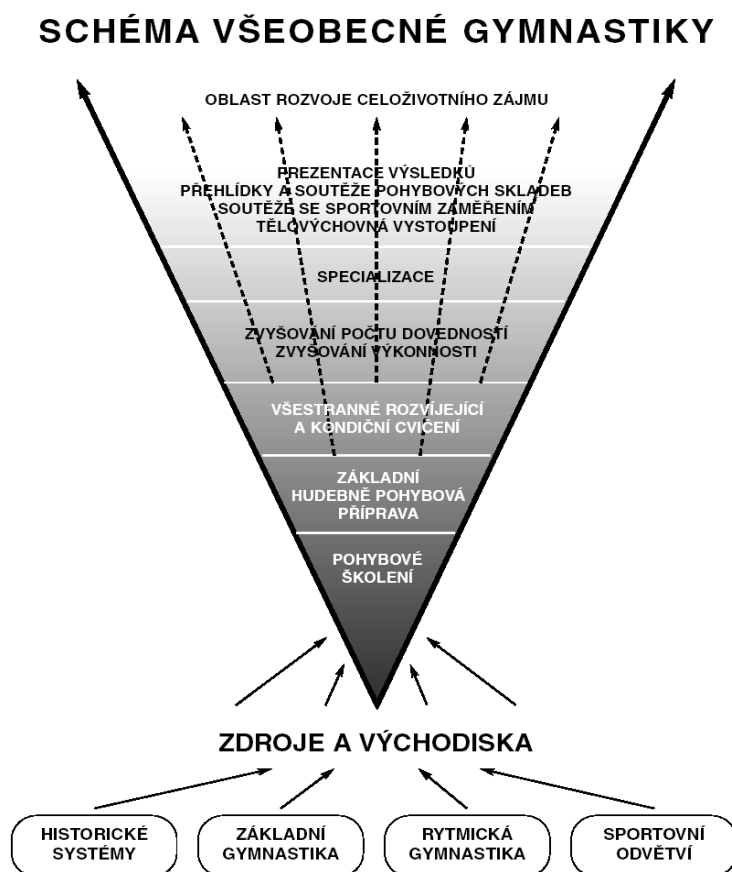 SCHÉMA VŠEOBECNÉ GYMNASTIKY
OBLAST ROZVOJE CELOŽIVOTNÍHO ZÁJMU
PREZENTACE VÝSLEDKŮ
PŘEHLÍDKY A SOUTĚŽE POHYBOVÝCH SKLADEB
SOUTĚŽE SE SPORTOVNÍM ZAMĚŘENÍM
TĚLOVÝCHOVNÁ VYSTOUPENÍ
SPECIALIZACE
ZVYŠOVÁNÍ POČTU DOVEDNOSTÍ
ZVYŠOVÁNÍ VÝKONNOSTI
VŠESTRANNÉ ROZVÍJEJÍCÍ
A KONDIČNÍ CVIČENÍ
ZÁKLADNÍ
HUDEBNĚ POHYBOVÁ
PŘÍPRAVA
POHYBOVÉ
ŠKOLENÍ
ZDROJE A VÝCHODISKA
HISTORICKÉ
SYSTÉMY
ZÁKLADNÍ
GYMNASTIKA
RYTMICKÁ
GYMNASTIKA
SPORTOVNÍ
ODVĚTVÍ